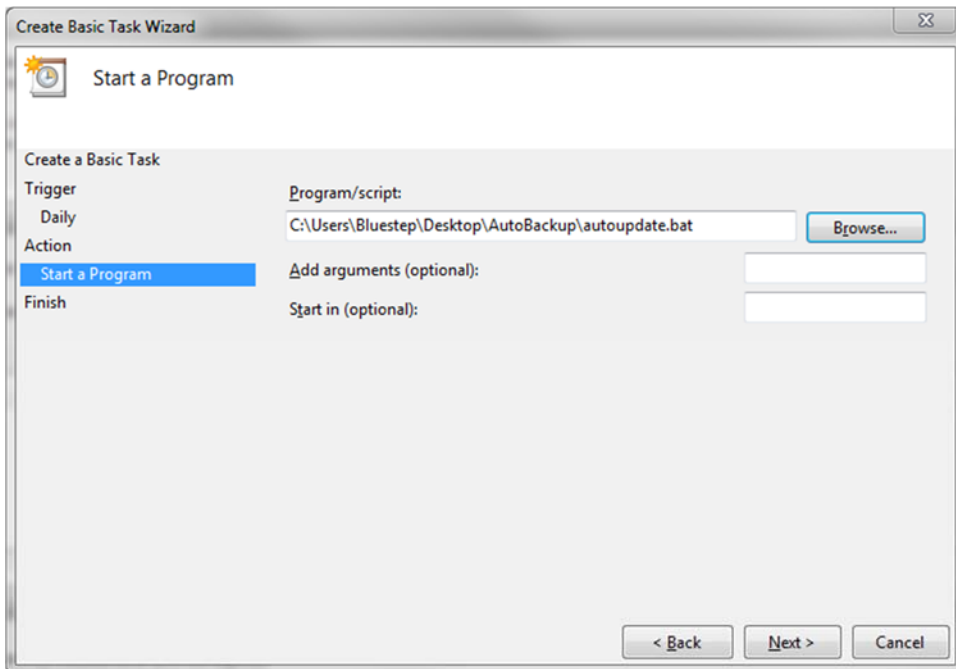 Create Basic Task Wizard
Start a Program
Create a Basic Task
Trigger
Daily
Action
Start a Program
Finish
Program/script:
C:\Users\Bluestep\Desktop\AutoBackup\autoupdate.bat
Browse...
Add arguments (optional):
Start in (optional):
< Back
Next >
Cancel